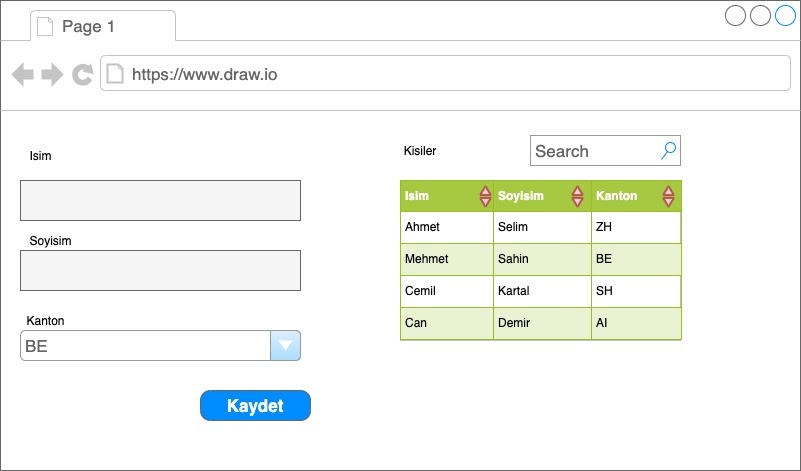 Page 1
https://www.draw.io
Isim
Soyisim
Kanton
BE
Kaydet
Kisiler
Search
Isim Soyisim Kanton
Ahmet Selim ZH
Mehmet Sahin BE
Cemil Kartal SH
Can Demir AI